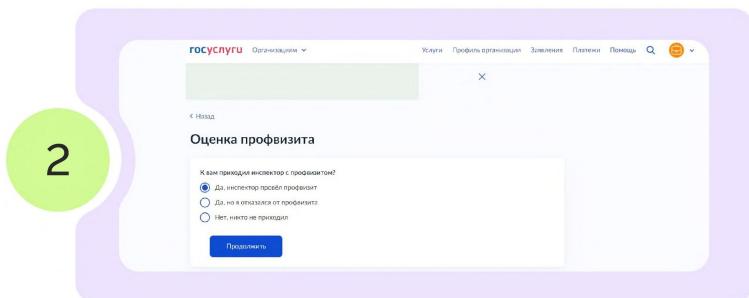 госуслуги Организациям Услуги Профиль организации Заявления Платежи Помощь
Назад
Оценка профвизита
2
К вам приходил инспектор с профвизитом?
Да, инспектор провёл профвизит
Да, но я отказался от профвизита
Нет, никто не приходил
Продолжить